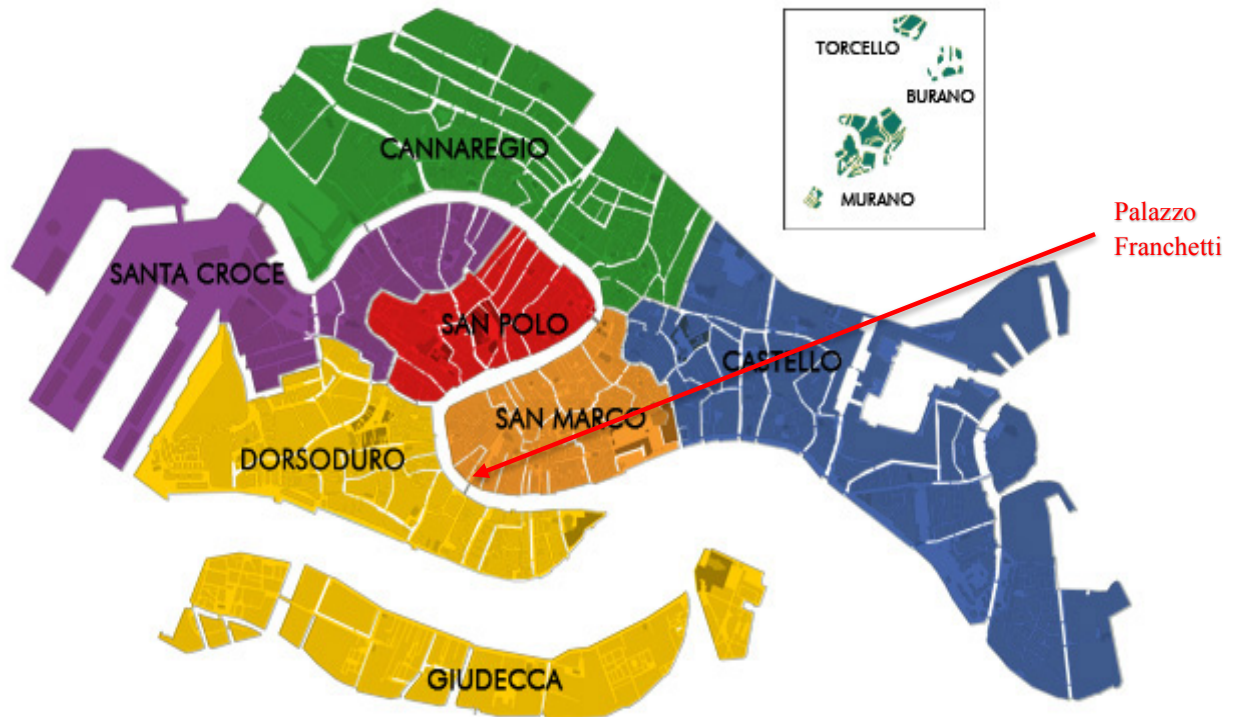 TORCELLO
BURANO
MURANO
CANNAREGIO
Palazzo
Franchetti
SANTA CROCE
SAN POLO
CASTELLO
SAN MARCO
DORSODURO
GIUDECCA